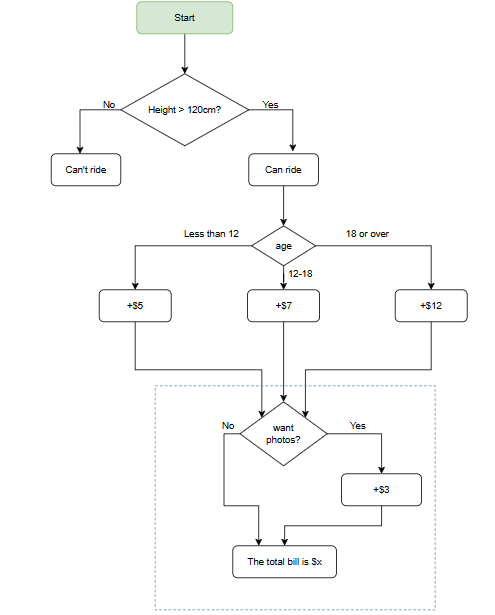 Start
Height > 120cm?
No
Yes
Can't ride
Can ride
Less than 12
age
18 or over
12-18
+$5
+$7
+$12
No
want
photos?
Yes
+$3
The total bill is $x